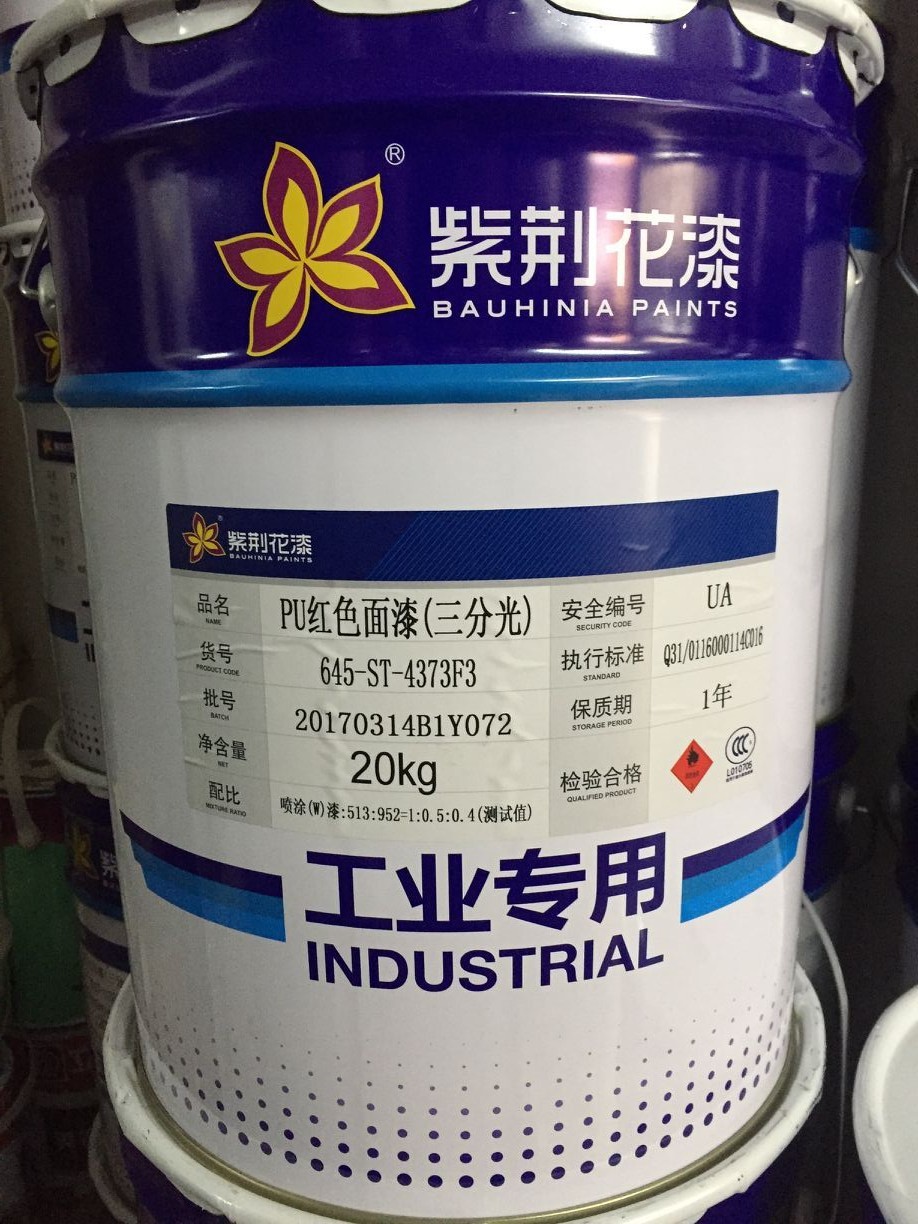 ®
紫荆花漆
BAUHINIA PAINTS
紫荆花漆
BAUHINIA PAINTS
品名 PU红色面漆(三分光) 安全编号 UA
NAME SECURITY CODE
货号 645-ST-4373F3 执行标准 Q31/0116000114C016
PRODUCT CODE STANDARD
批号 20170314B1Y072 保质期 1年
BATCH STORAGE PERIOD
净含量 20kg 检验合格
NET QUALIFIED PRODUCT
CCC
L010705
配比 喷涂(W)漆:513:952=1:0.5:0.4(测试值)
MIXTURE RATIO
工业专用
INDUSTRIAL